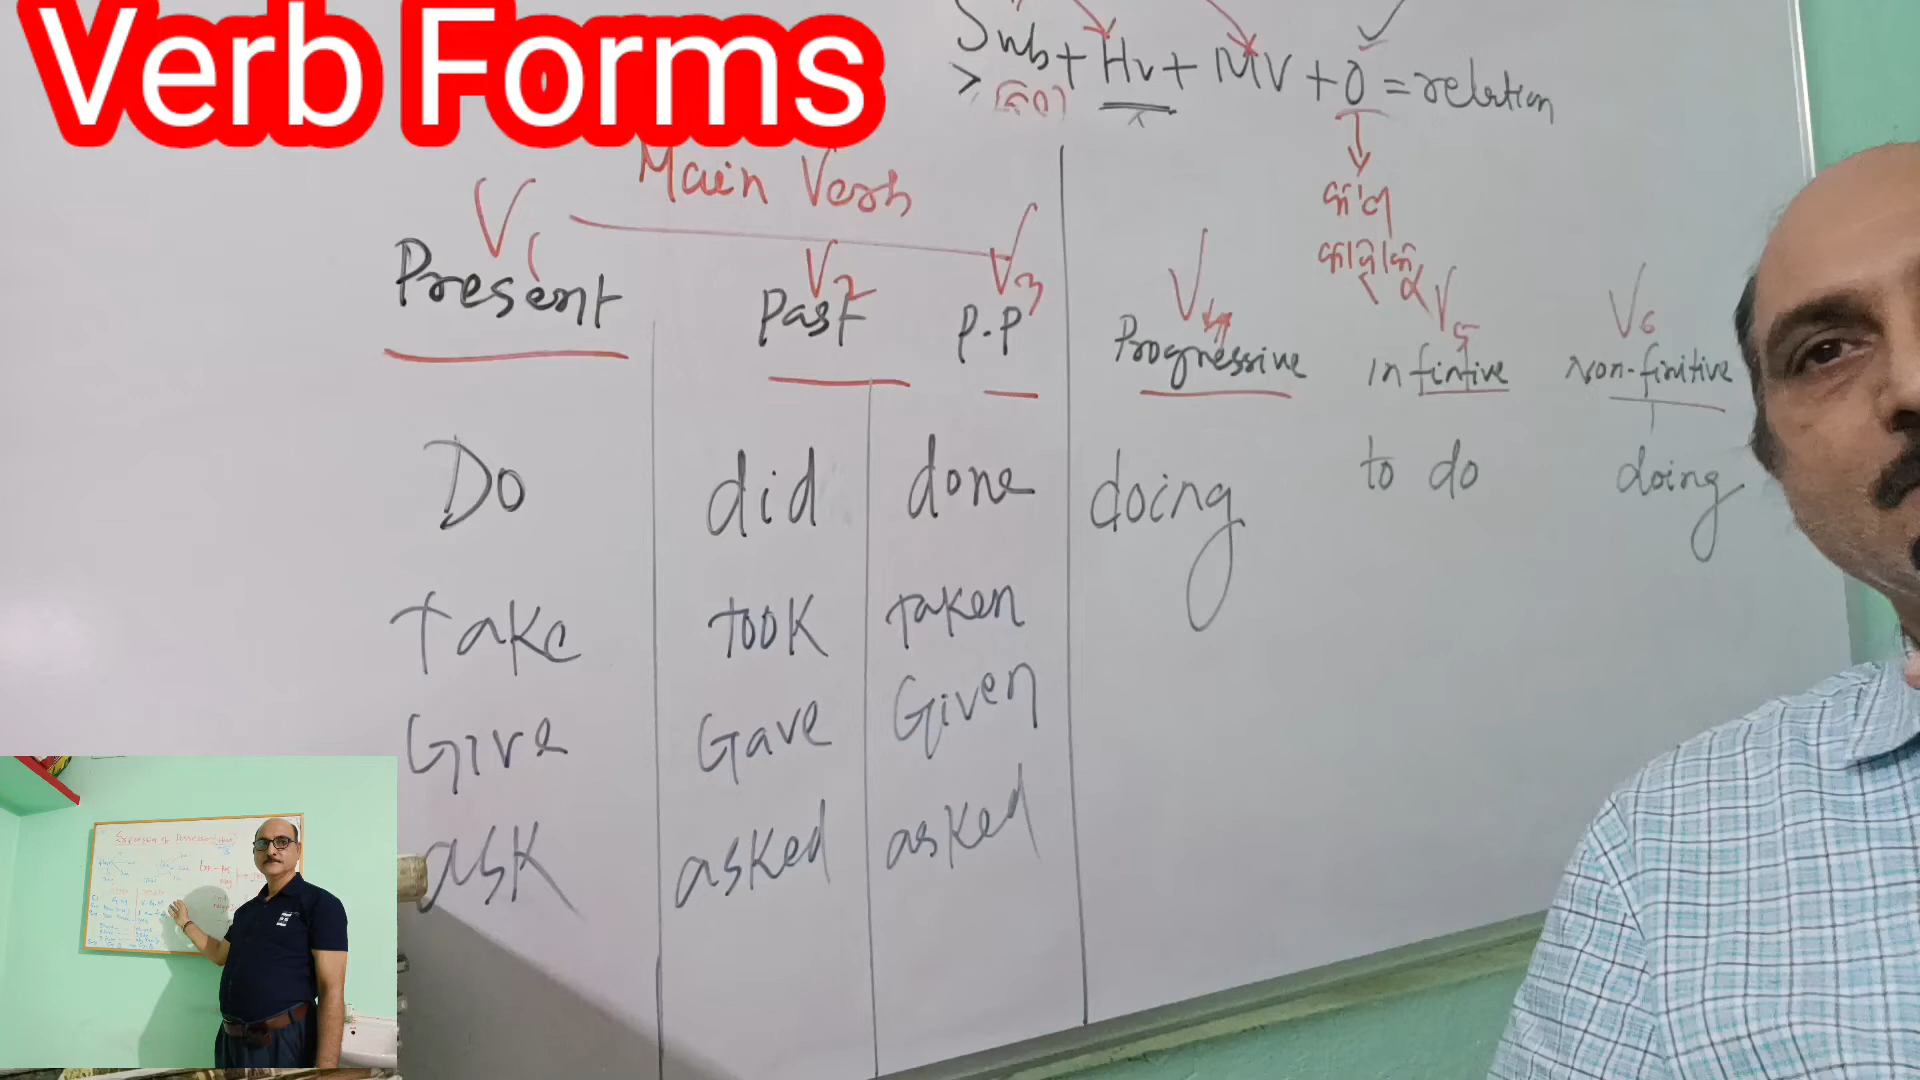 Verb Forms
Sub + Hv + MV + O = relation
Main Verb
V1 V2 V3 V4 V5 V6
Present Past P.P Progressive Infintive Non-finitive
Do did done doing to do doing
Take Took Taken
Give Gave Given
ask asked asked